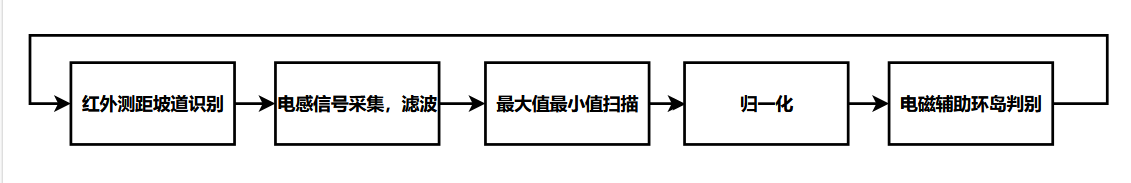 红外测距坡道识别
电感信号采集，滤波
最大值最小值扫描
归一化
电磁辅助环岛判别